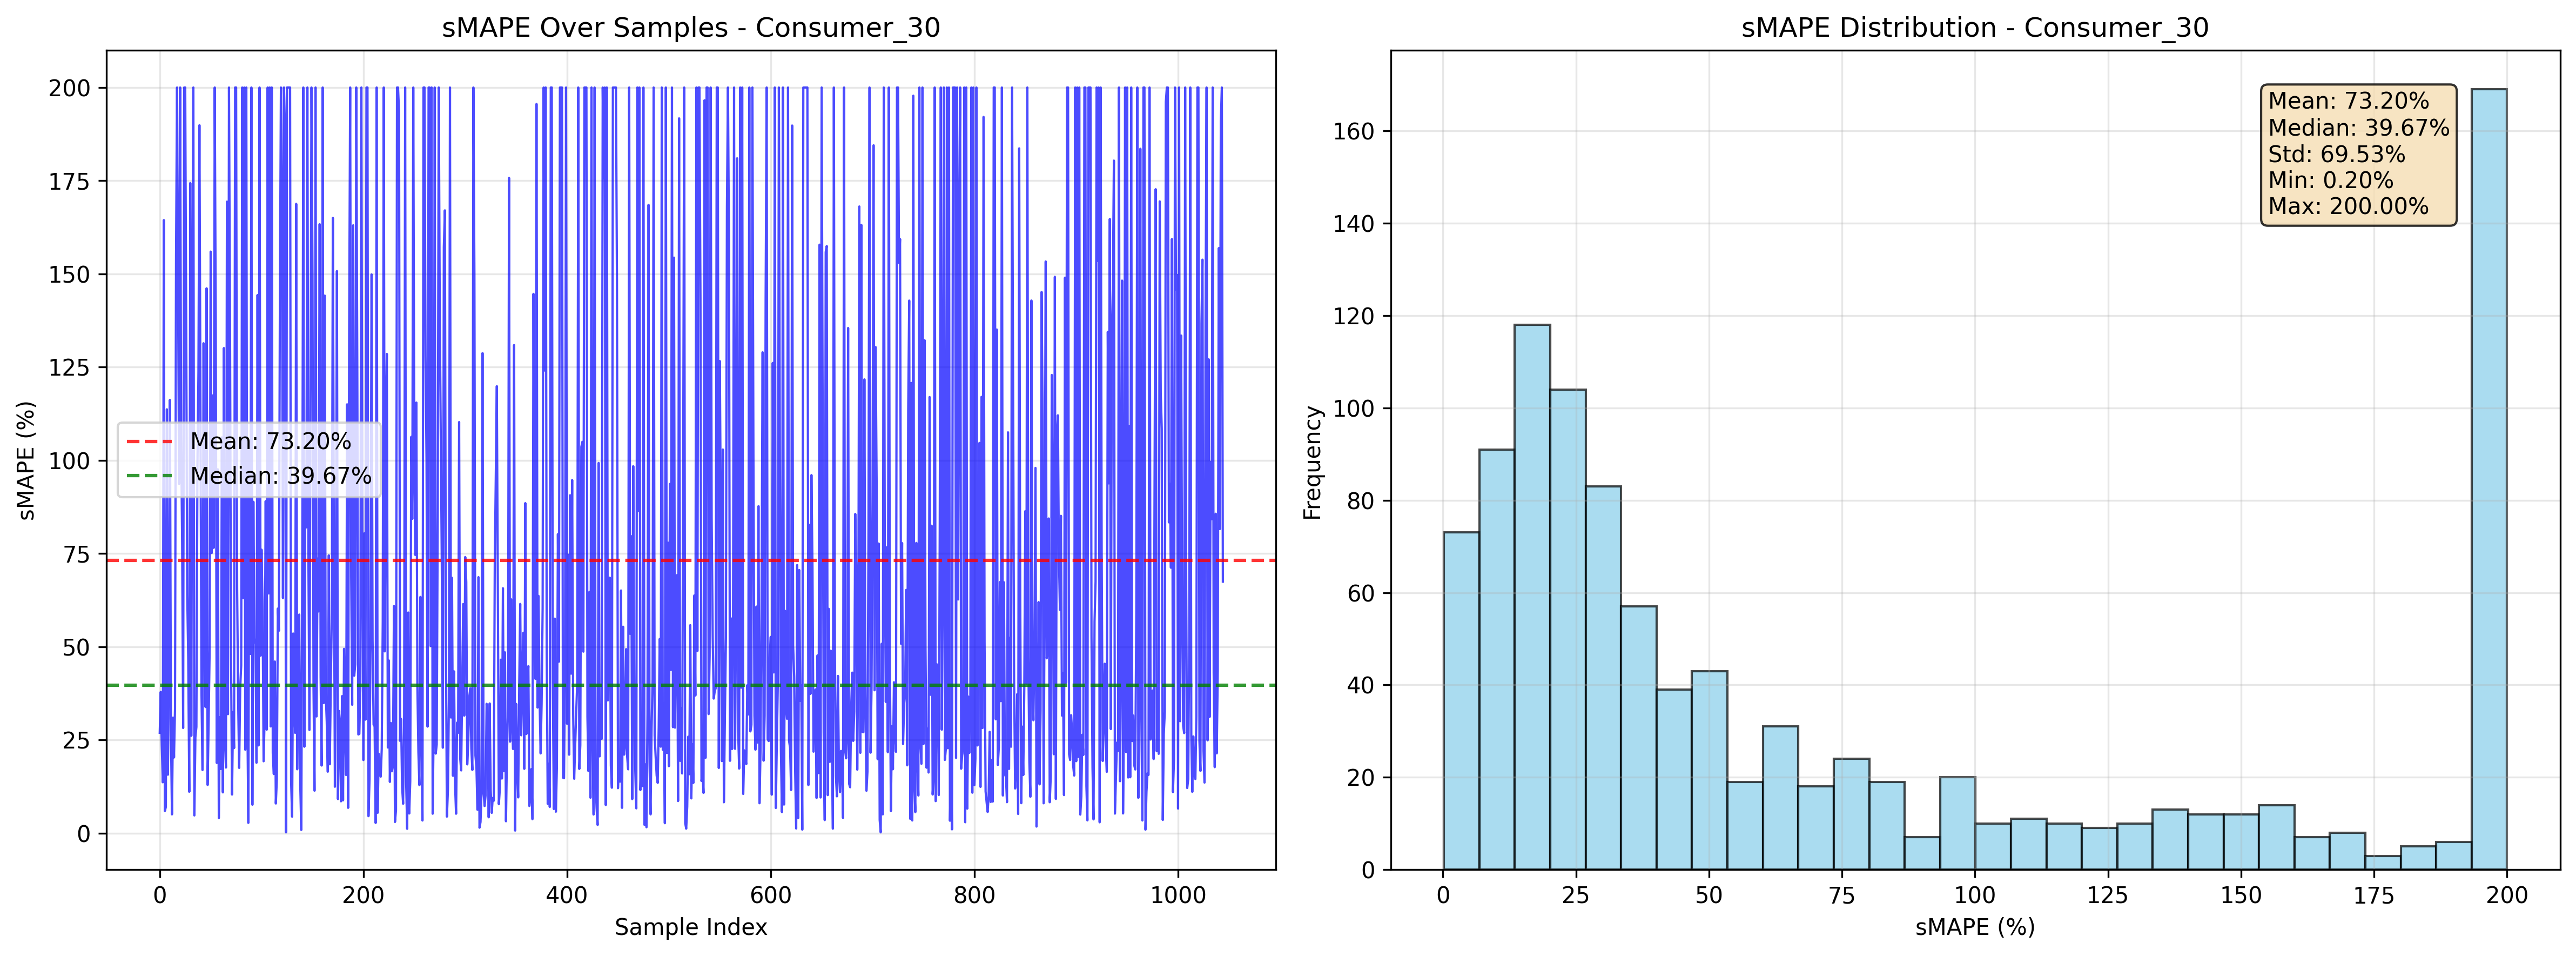 sMAPE Over Samples - Consumer_30
sMAPE (%)
200
175
150
125
100
75
50
25
0
Mean: 73.20%
Median: 39.67%
0
200
400
600
800
1000
Sample Index
sMAPE Distribution - Consumer_30
Frequency
160
140
120
100
80
60
40
20
0
Mean: 73.20%
Median: 39.67%
Std: 69.53%
Min: 0.20%
Max: 200.00%
0
25
50
75
100
125
150
175
200
sMAPE (%)